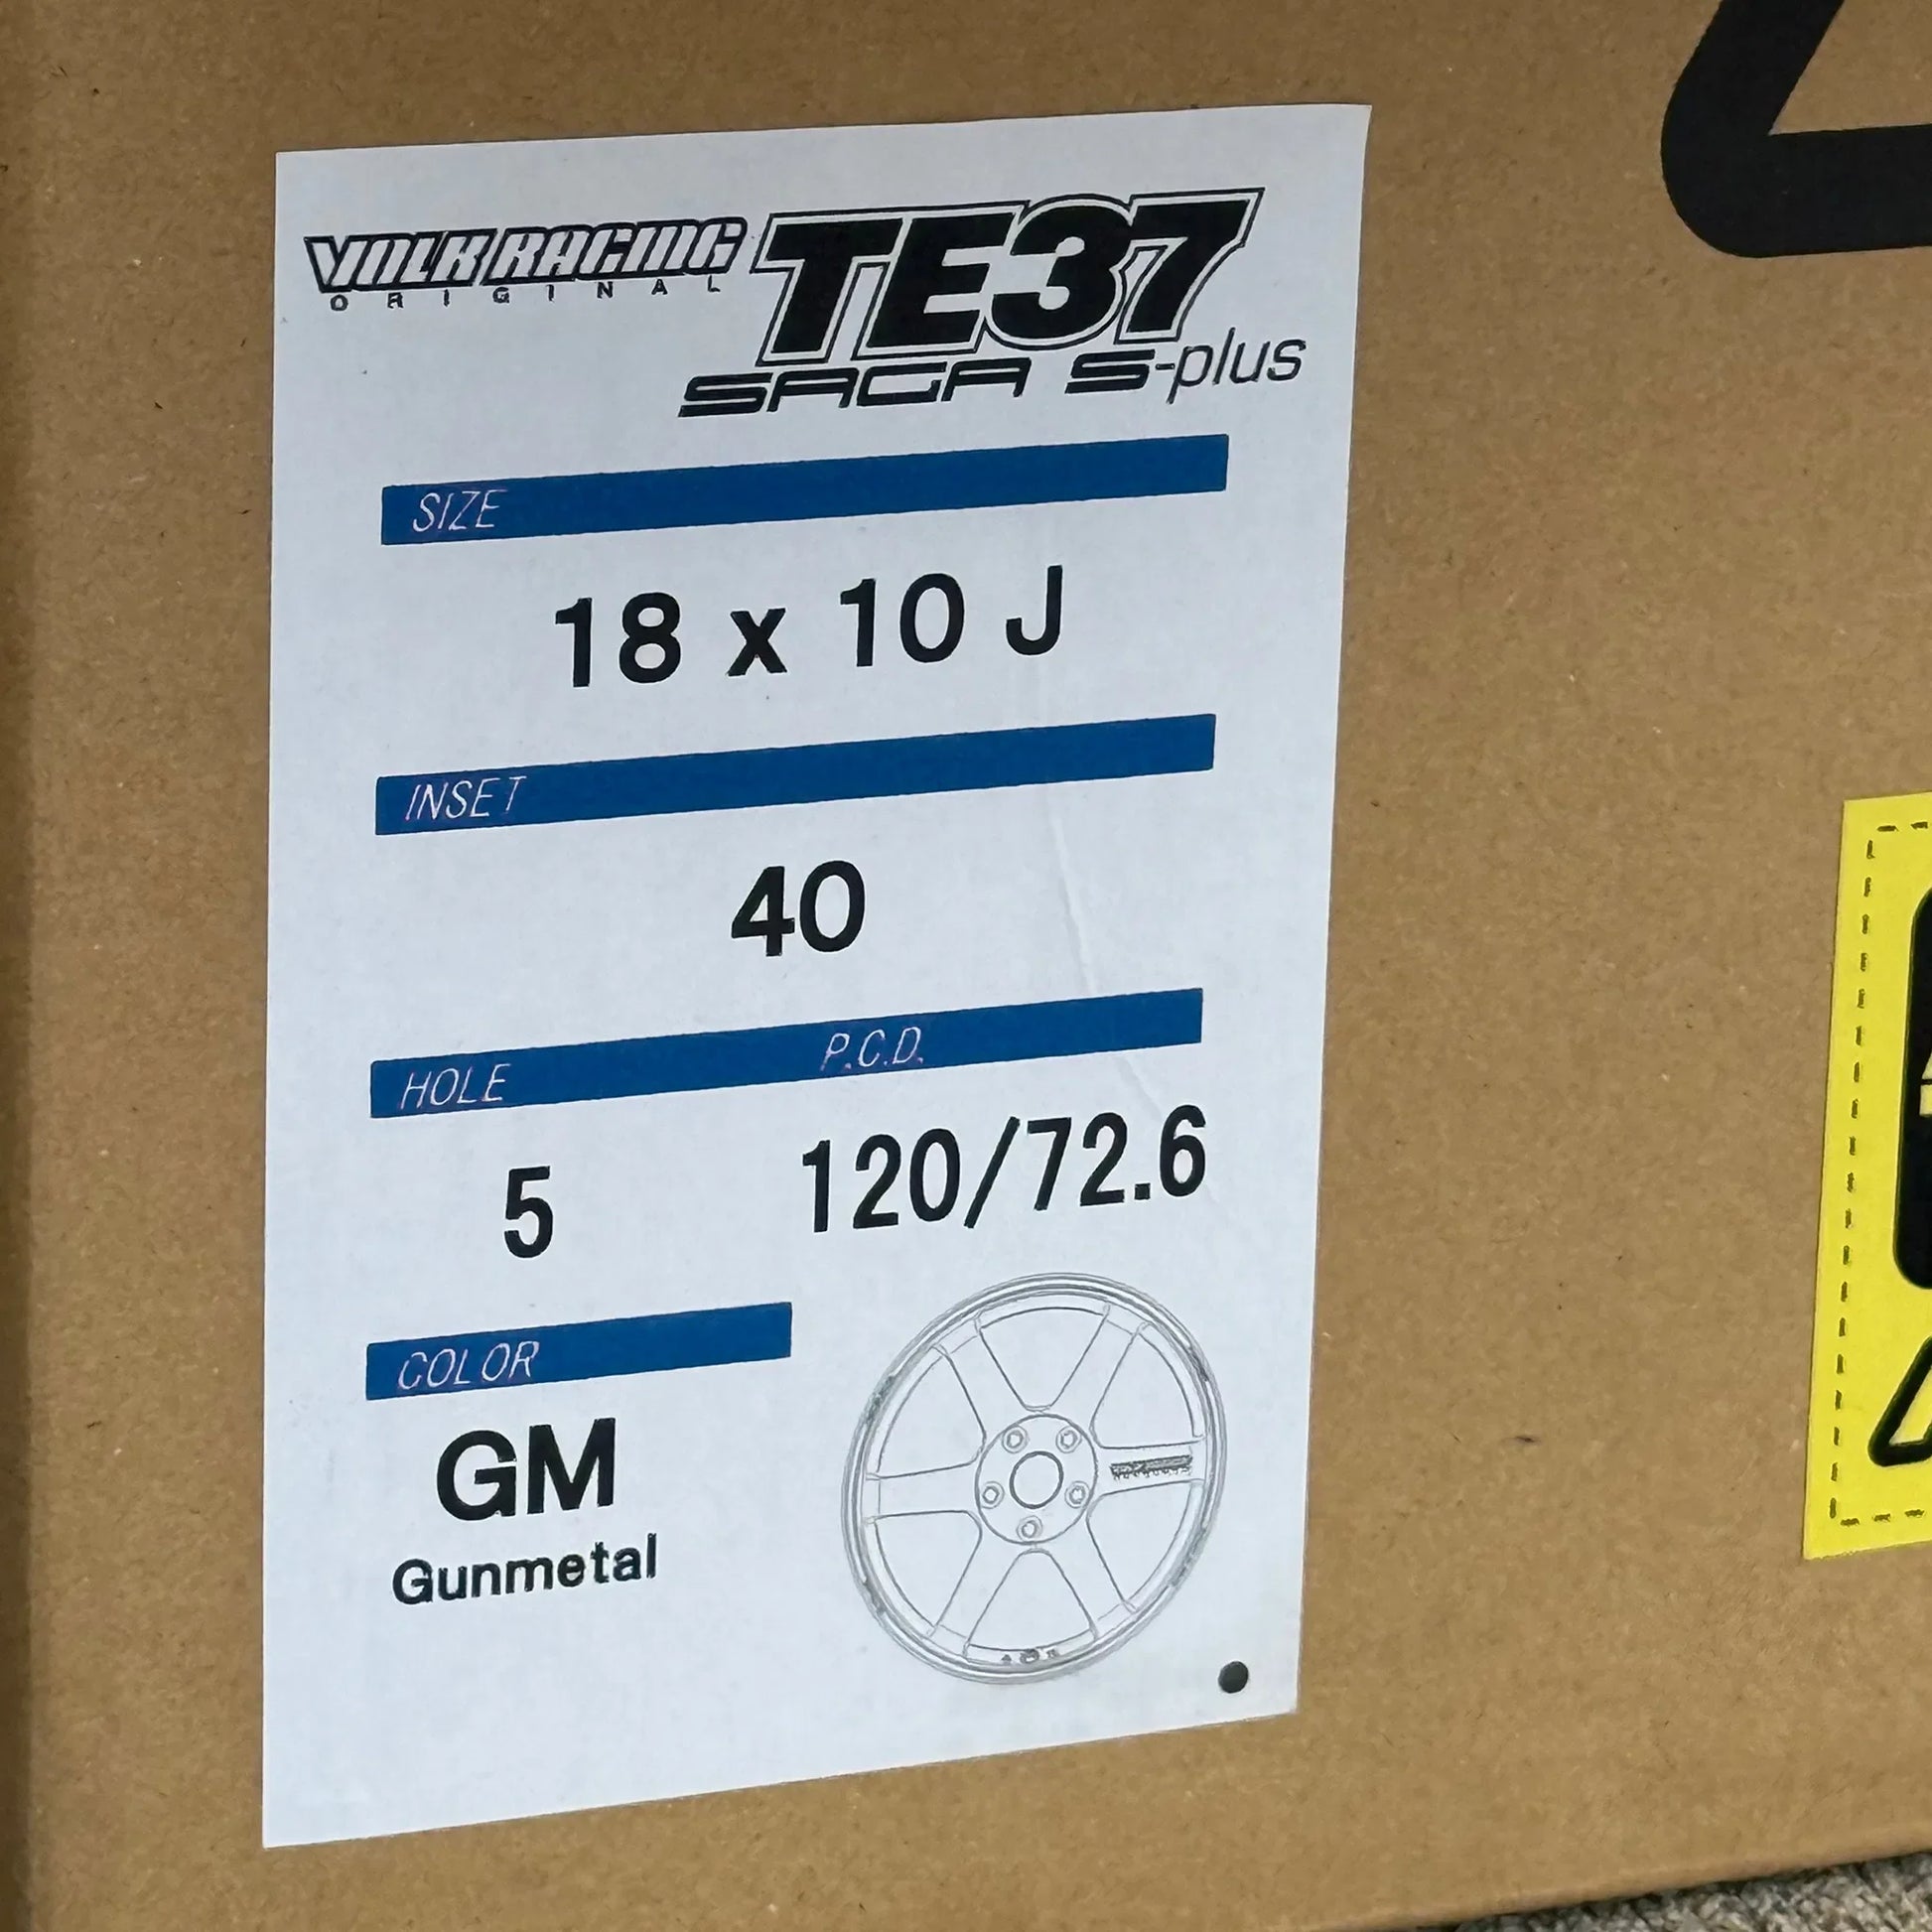 VOLK RACING
ORIGINAL
TE37
SAGA S-plus
SIZE
18 x 10 J
INSET
40
HOLE P.C.D.
5 120/72.6
COLOR
GM
Gunmetal